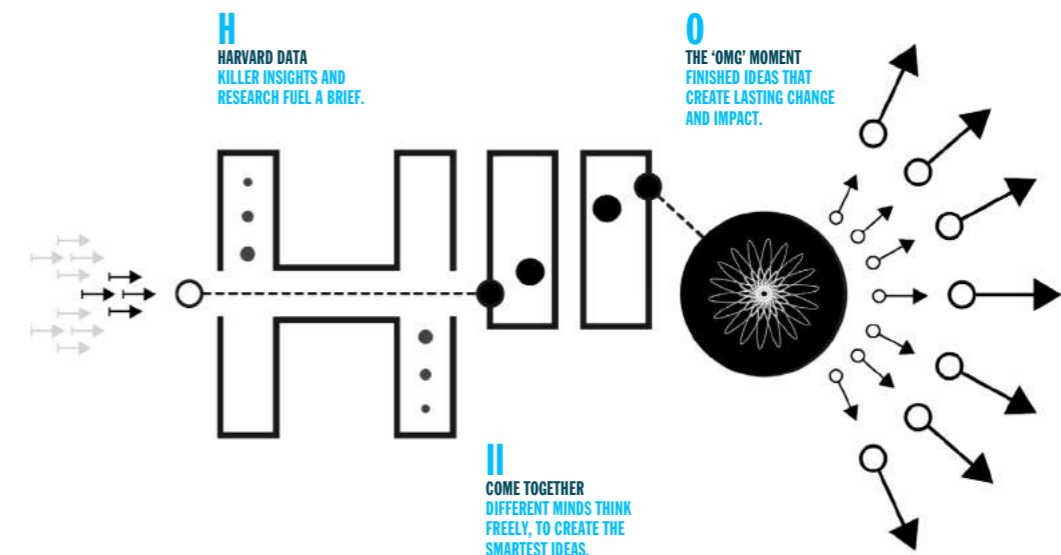 H
HARVARD DATA
KILLER INSIGHTS AND
RESEARCH FUEL A BRIEF.
II
COME TOGETHER
DIFFERENT MINDS THINK
FREELY, TO CREATE THE
SMARTEST IDEAS.
O
THE ‘OMG’ MOMENT
FINISHED IDEAS THAT
CREATE LASTING CHANGE
AND IMPACT.